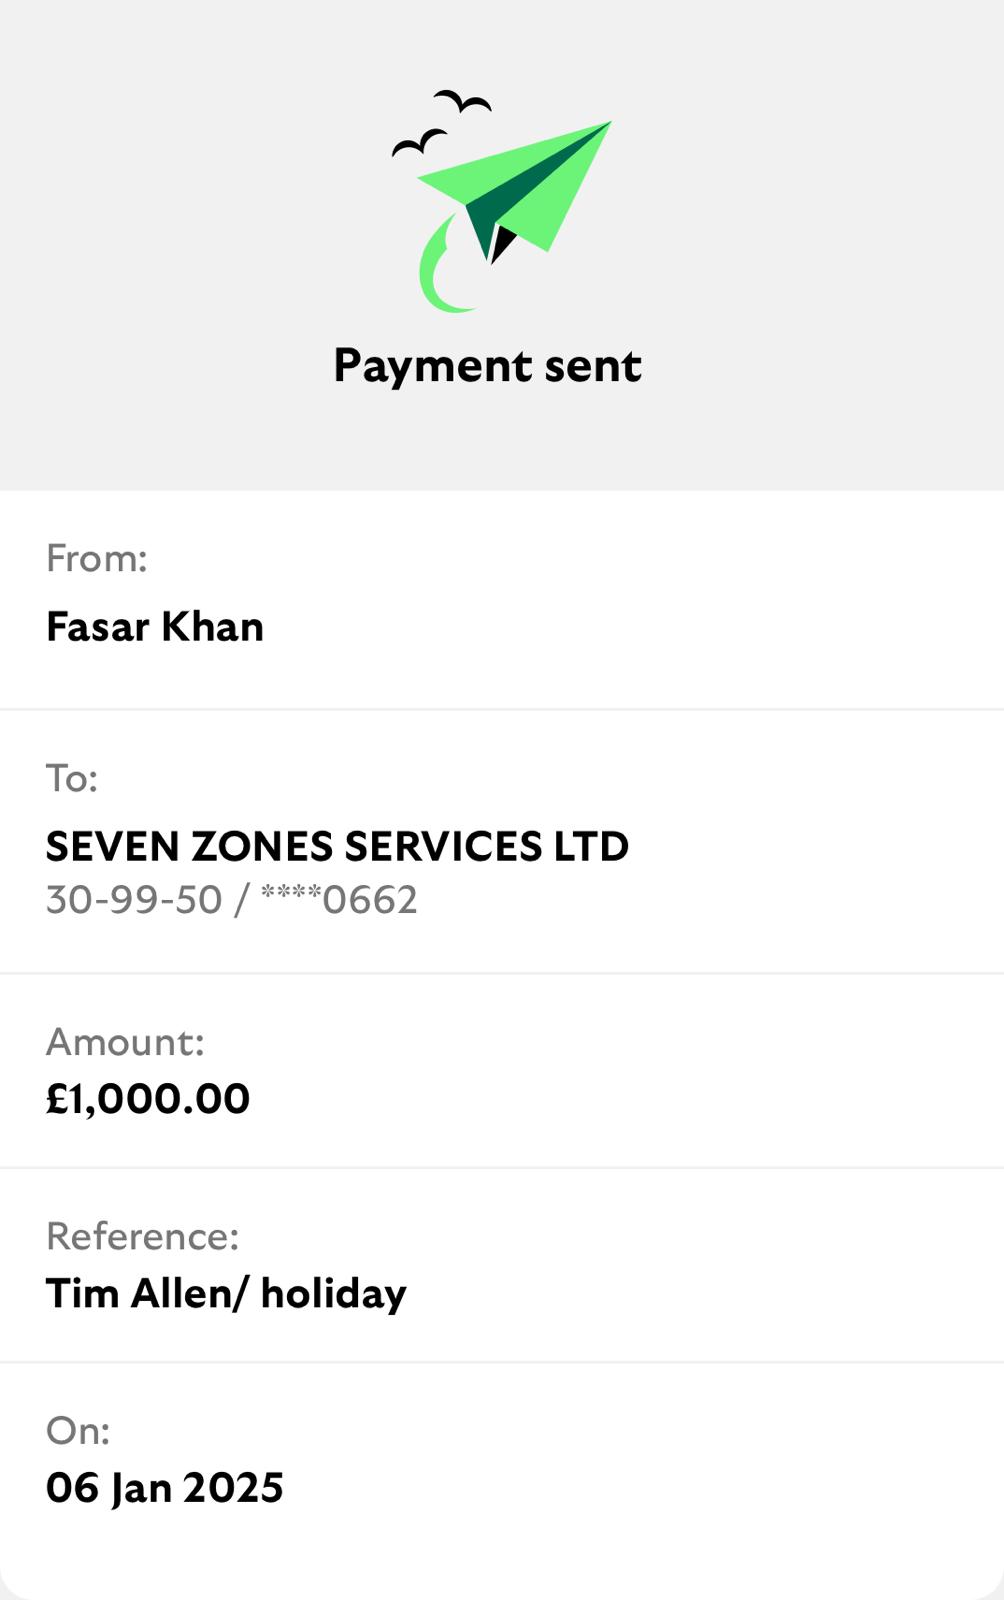 Payment sent
From:
Fasar Khan
To:
SEVEN ZONES SERVICES LTD
30-99-50 / ****0662
Amount:
£1,000.00
Reference:
Tim Allen/ holiday
On:
06 Jan 2025